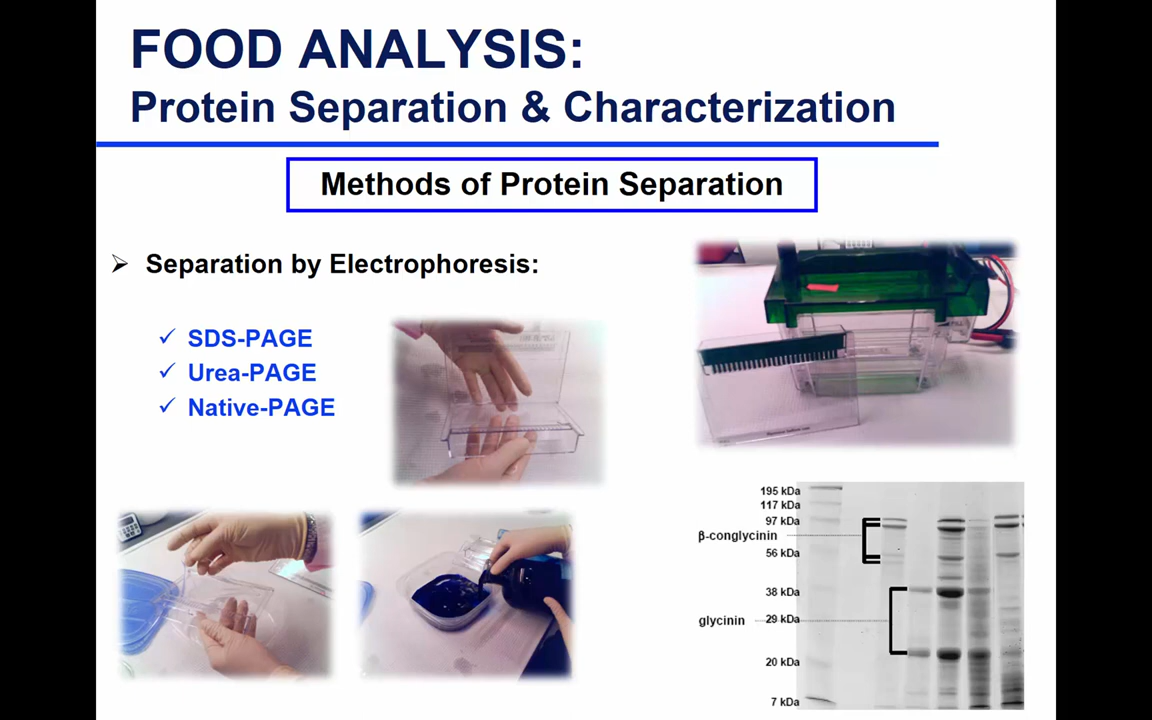 FOOD ANALYSIS:
Protein Separation & Characterization
Methods of Protein Separation
➢ Separation by Electrophoresis:
✓ SDS-PAGE
✓ Urea-PAGE
✓ Native-PAGE
195 kDa
117 kDa
97 kDa
β-conglycinin
56 kDa
38 kDa
glycinin
29 kDa
20 kDa
7 kDa